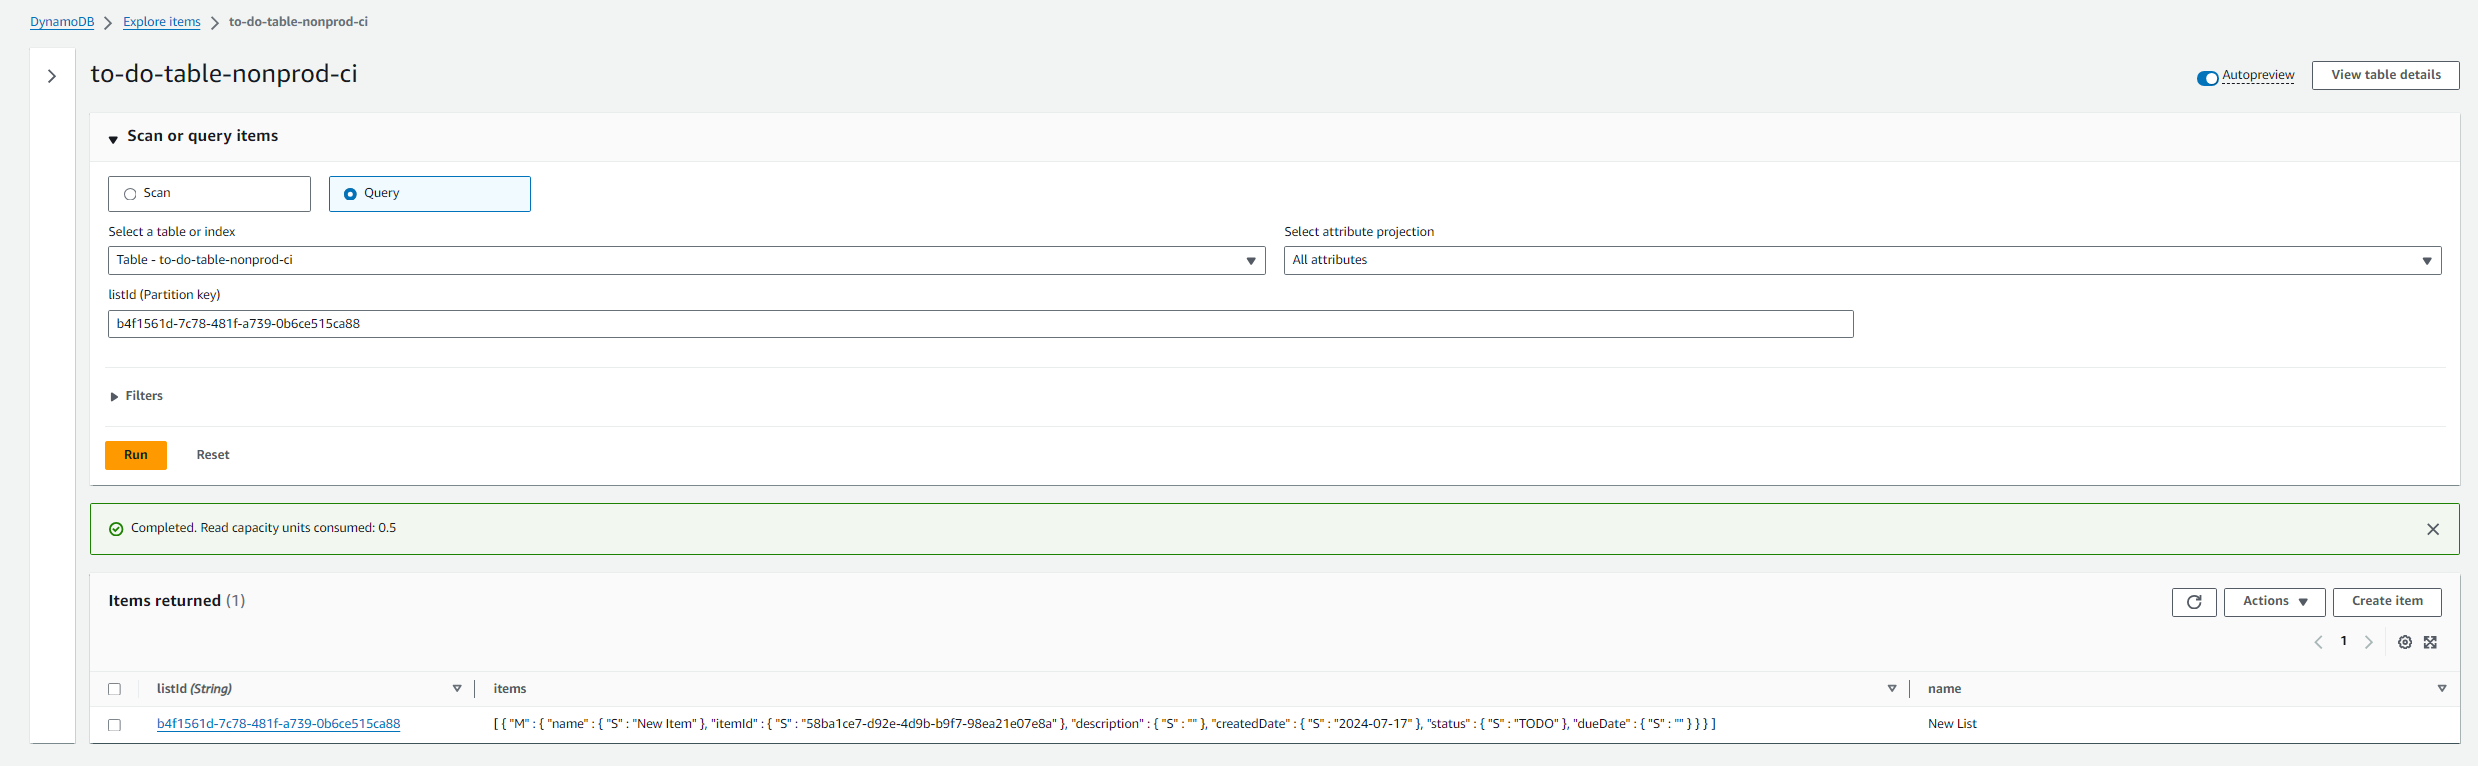 DynamoDB > Explore items > to-do-table-nonprod-ci
to-do-table-nonprod-ci
Autopreview
View table details
Scan or query items
Scan
Query
Select a table or index
Select attribute projection
Table - to-do-table-nonprod-ci
All attributes
listId (Partition key)
b4f1561d-7c78-481f-a739-0b6ce515ca88
Filters
Run
Reset
Completed. Read capacity units consumed: 0.5
Items returned (1)
Actions
Create item
1
listId (String)
items
name
b4f1561d-7c78-481f-a739-0b6ce515ca88
[ { "M" : { "name" : { "S" : "New Item" }, "itemId" : { "S" : "58ba1ce7-d92e-4d9b-b9f7-98ea21e07e8a" }, "description" : { "S" : "" }, "createdDate" : { "S" : "2024-07-17" }, "status" : { "S" : "TODO" }, "dueDate" : { "S" : "" } } } ]
New List